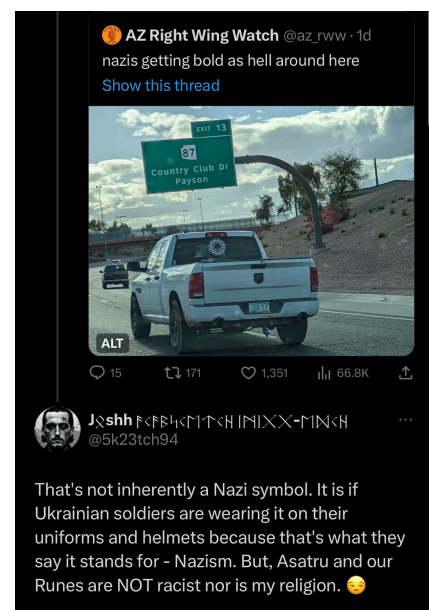 AZ Right Wing Watch @az_rww · 1d
nazis getting bold as hell around here
Show this thread
EXIT 13
87
Country Club Dr
Payson
ALT
15 171 1,351 66.8K
Jᛟshh
@5k23tch94
That's not inherently a Nazi symbol. It is if
Ukrainian soldiers are wearing it on their
uniforms and helmets because that's what they
say it stands for - Nazism. But, Asatru and our
Runes are NOT racist nor is my religion. 😒